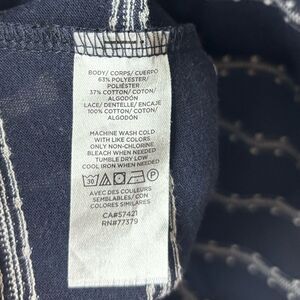 BODY/ CORPS/ CUERPO
63% POLYESTER/
POLIÉSTER
37% COTTON/ COTON/
ALGODÓN
LACE/ DENTELLE/ ENCAJE
100% COTTON/ COTON/
ALGODÓN
MACHINE WASH COLD
WITH LIKE COLORS
ONLY NON-CHLORINE
BLEACH WHEN NEEDED
TUMBLE DRY LOW
COOL IRON WHEN NEEDED
30
AVEC DES COULEURS
SEMBLABLES/ CON
COLORES SIMILARES
CA#57421
RN#77379